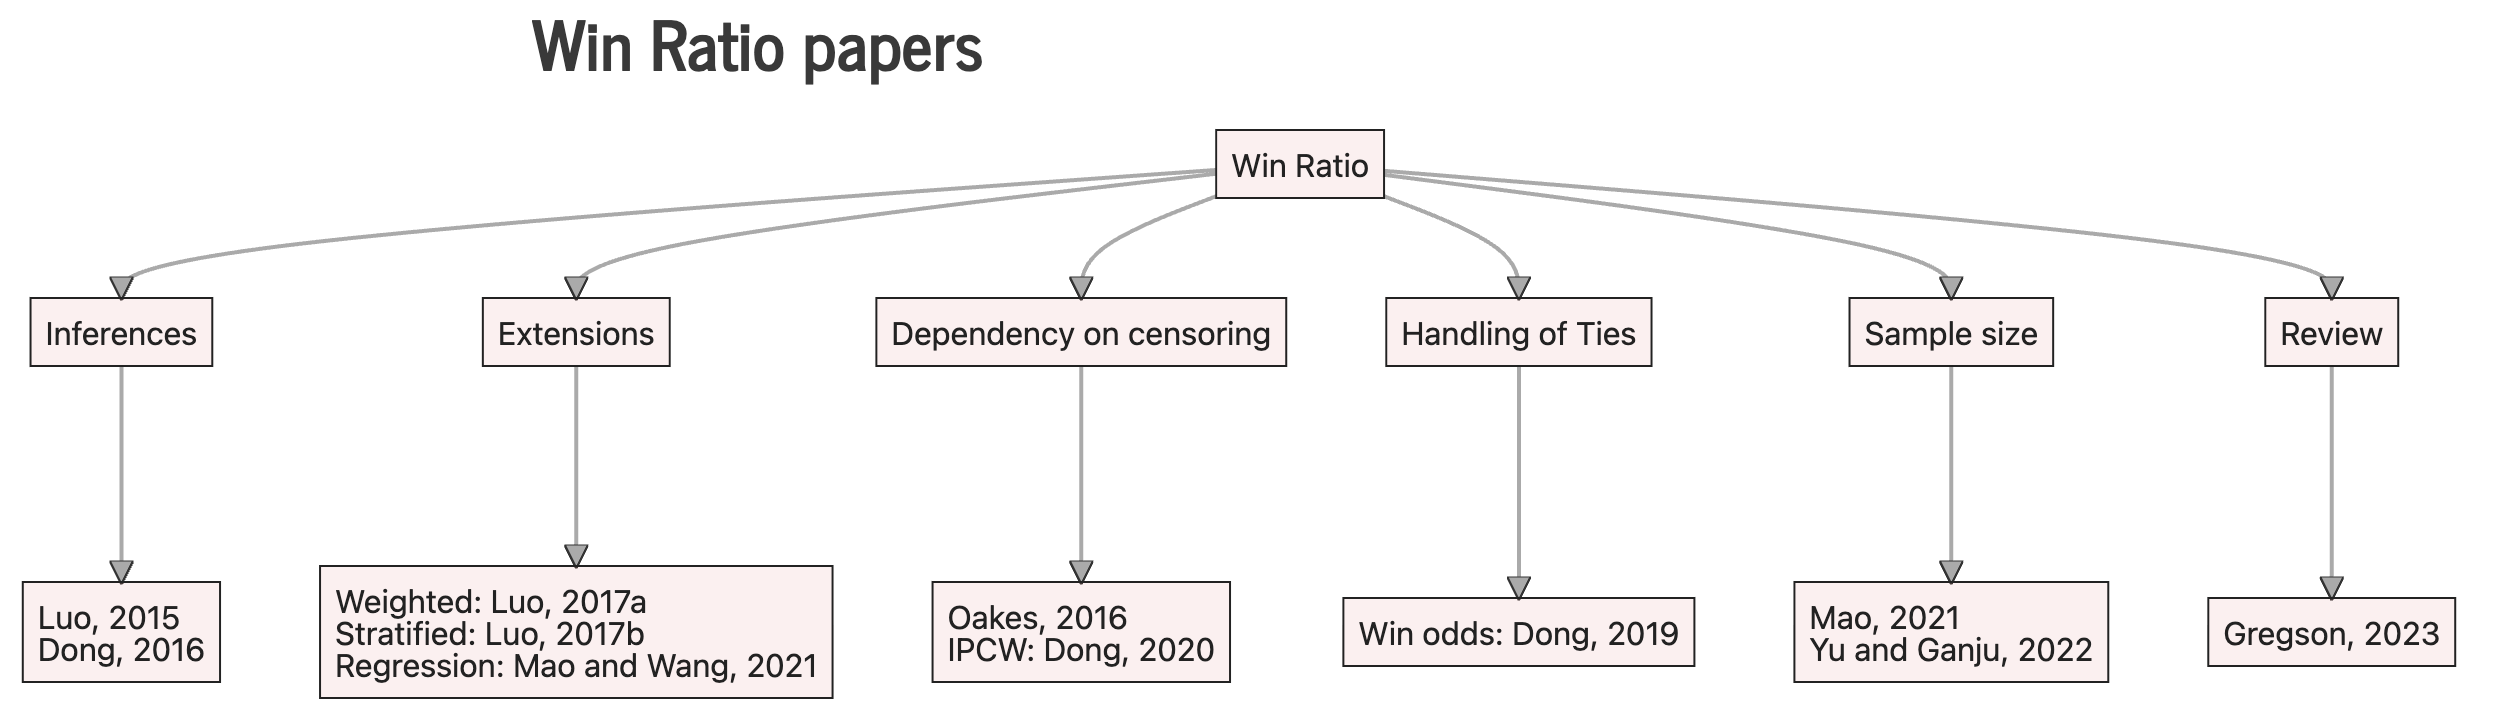 Win Ratio papers
Win Ratio
Inferences
Extensions
Dependency on censoring
Handling of Ties
Sample size
Review
Luo, 2015
Dong, 2016
Weighted: Luo, 2017a
Stratified: Luo, 2017b
Regression: Mao and Wang, 2021
Oakes, 2016
IPCW: Dong, 2020
Win odds: Dong, 2019
Mao, 2021
Yu and Ganju, 2022
Gregson, 2023